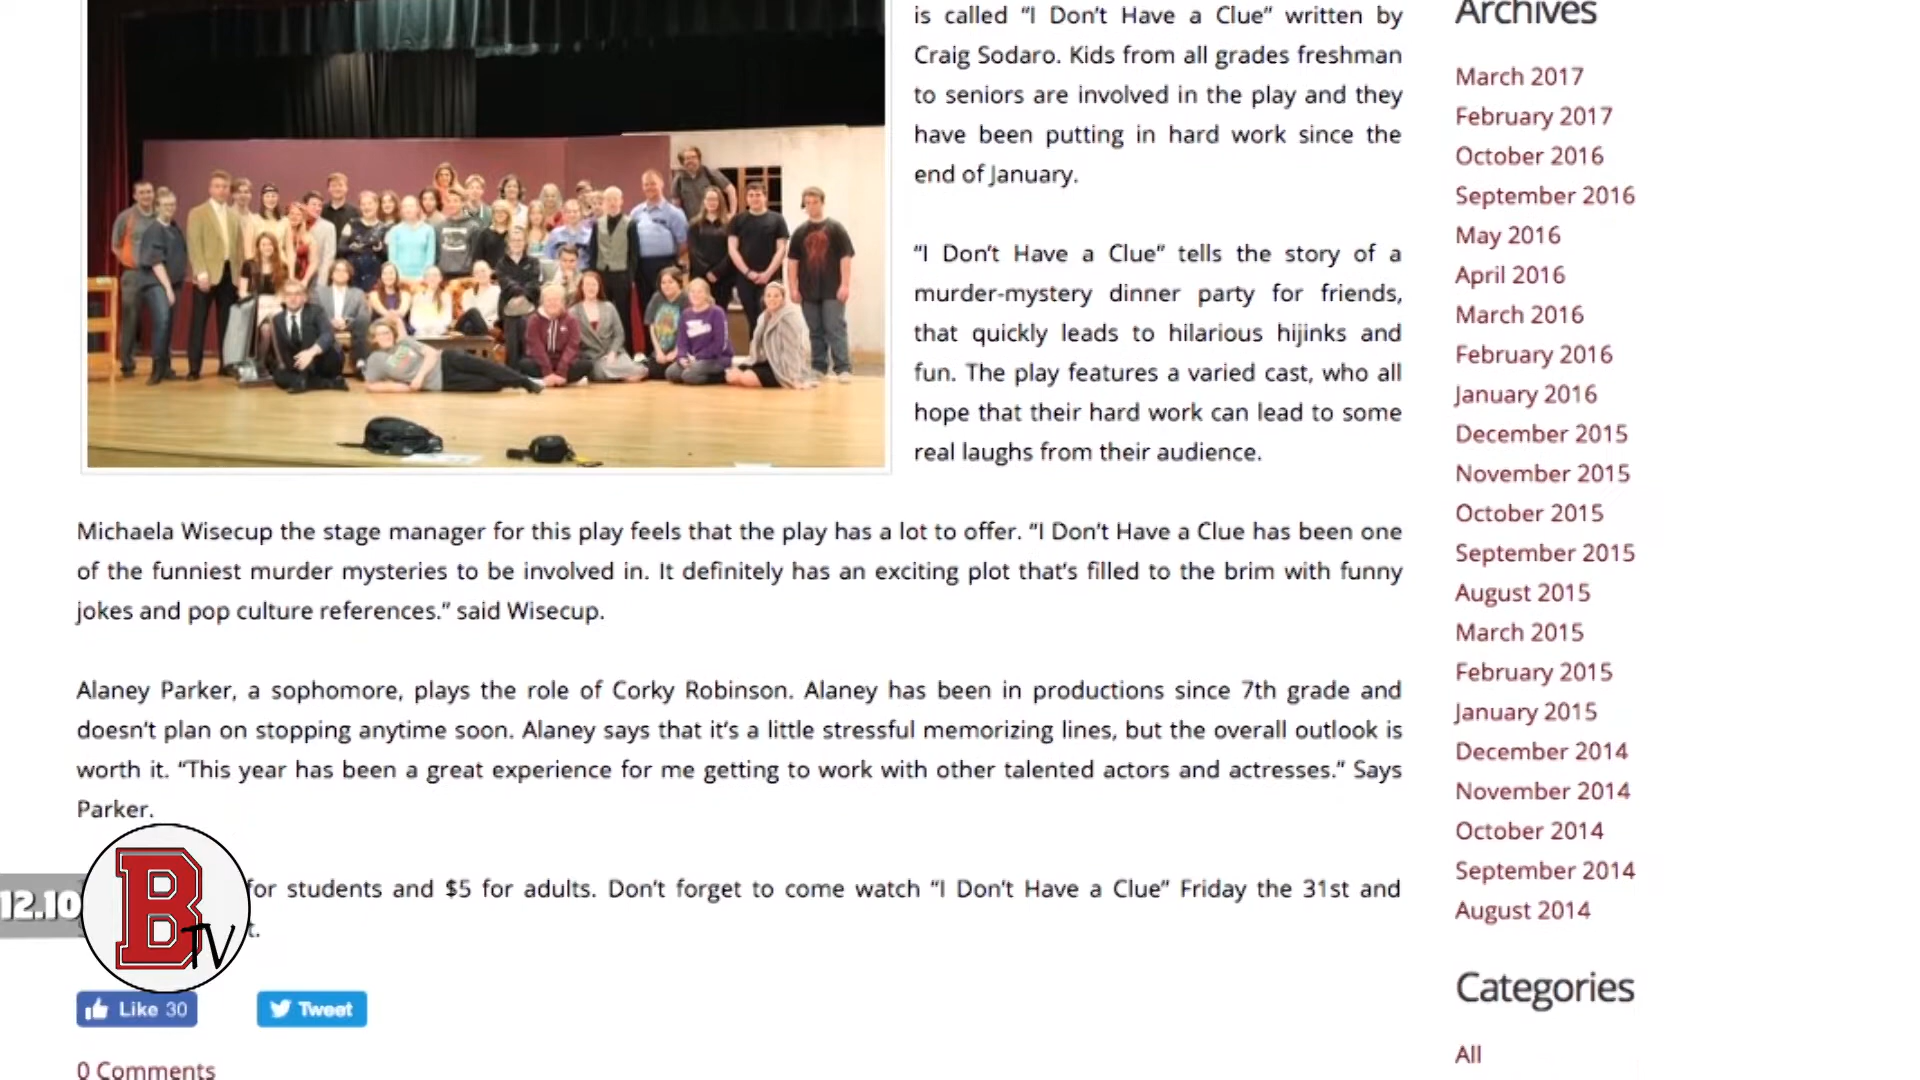 is called “I Don’t Have a Clue” written by
Craig Sodaro. Kids from all grades freshman
to seniors are involved in the play and they
have been putting in hard work since the
end of January.
“I Don’t Have a Clue” tells the story of a
murder-mystery dinner party for friends,
that quickly leads to hilarious hijinks and
fun. The play features a varied cast, who all
hope that their hard work can lead to some
real laughs from their audience.
Michaela Wisecup the stage manager for this play feels that the play has a lot to offer. “I Don’t Have a Clue has been one
of the funniest murder mysteries to be involved in. It definitely has an exciting plot that’s filled to the brim with funny
jokes and pop culture references.” said Wisecup.
Alaney Parker, a sophomore, plays the role of Corky Robinson. Alaney has been in productions since 7th grade and
doesn’t plan on stopping anytime soon. Alaney says that it’s a little stressful memorizing lines, but the overall outlook is
worth it. “This year has been a great experience for me getting to work with other talented actors and actresses.” Says
Parker.
for students and $5 for adults. Don’t forget to come watch “I Don’t Have a Clue” Friday the 31st and
t.
12.10
B TV
Like 30
Tweet
0 Comments
Archives
March 2017
February 2017
October 2016
September 2016
May 2016
April 2016
March 2016
February 2016
January 2016
December 2015
November 2015
October 2015
September 2015
August 2015
March 2015
February 2015
January 2015
December 2014
November 2014
October 2014
September 2014
August 2014
Categories
All